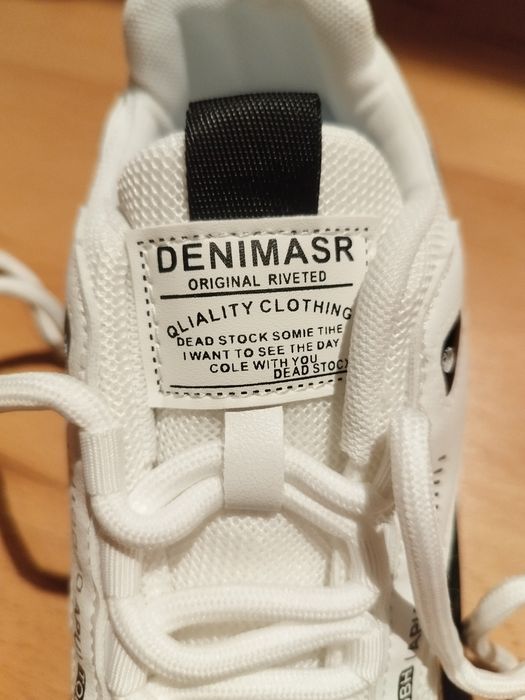 DENIMASR
ORIGINAL RIVETED
QLIALITY CLOTHING
DEAD STOCK SOMIE TIHE
I WANT TO SEE THE DAY
COLE WITH YOU
DEAD STOCK